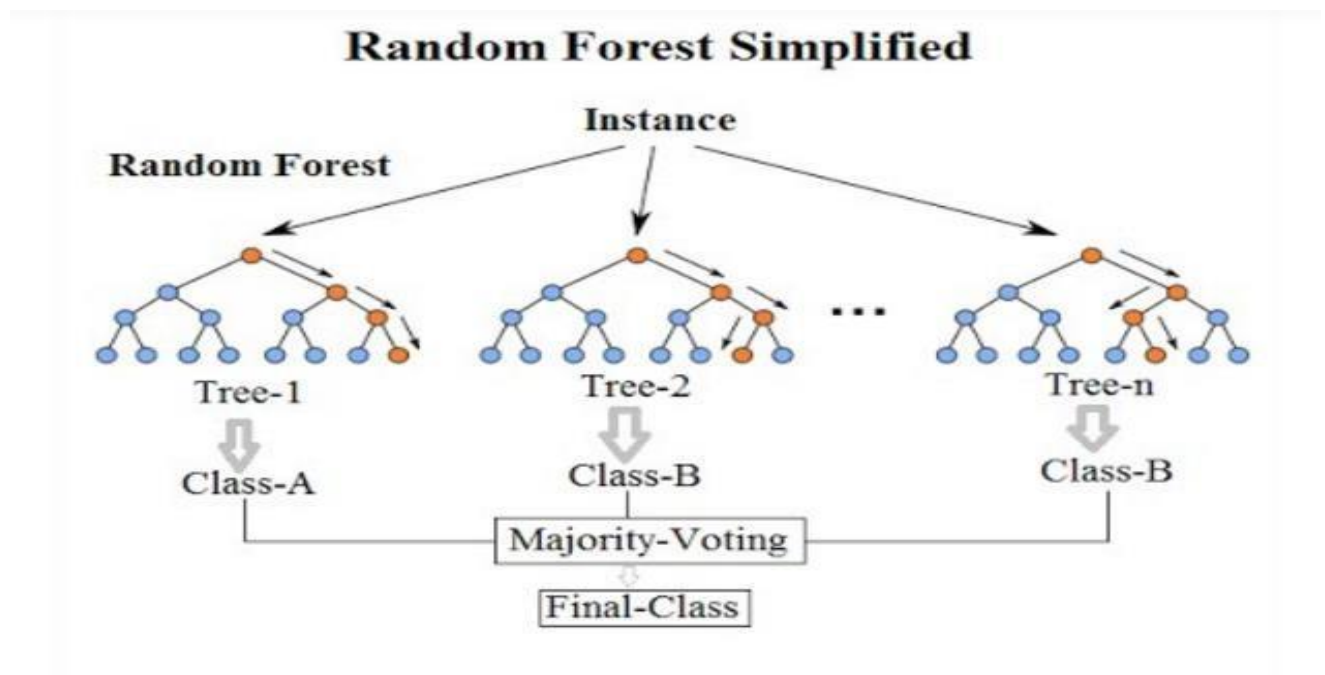 Random Forest Simplified
Instance
Random Forest
...
Tree-1
Tree-2
Tree-n
Class-A
Class-B
Class-B
Majority-Voting
Final-Class